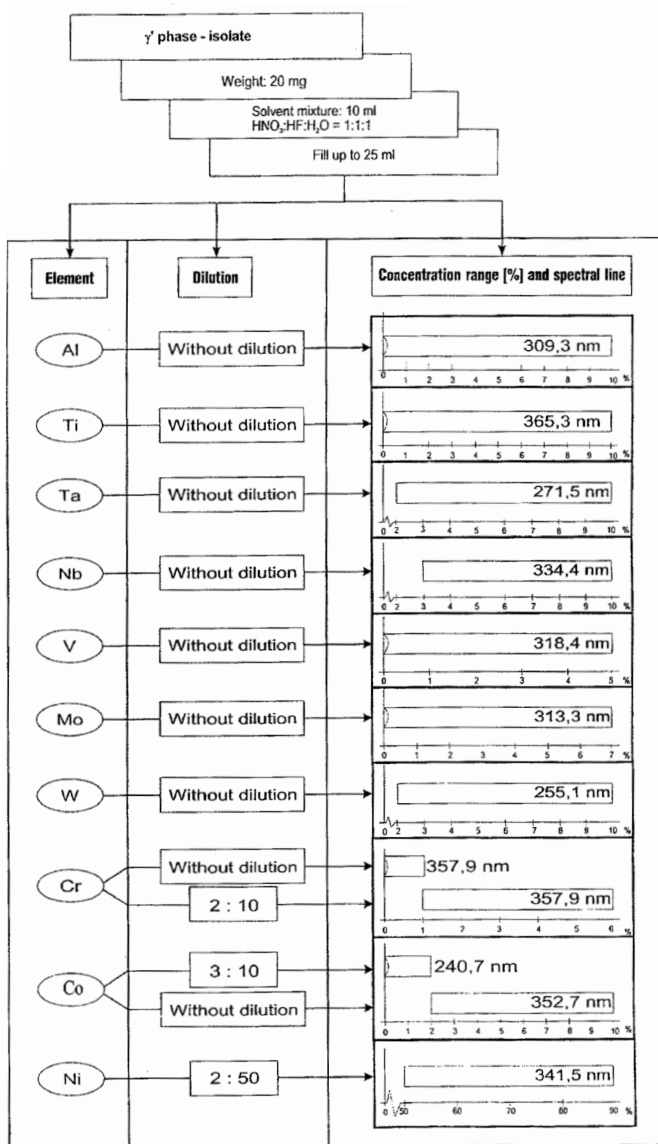 γ' phase - isolate
Weight: 20 mg
Solvent mixture: 10 ml
HNO₃:HF:H₂O = 1:1:1
Fill up to 25 ml
Element
Dilution
Concentration range [%] and spectral line
Al
Without dilution
309,3 nm
0 1 2 3 4 5 6 7 8 9 10 %
Ti
Without dilution
365,3 nm
0 1 2 3 4 5 6 7 8 9 10 %
Ta
Without dilution
271,5 nm
0 2 3 4 5 6 7 8 9 10 %
Nb
Without dilution
334,4 nm
0 2 3 4 5 6 7 8 9 10 %
V
Without dilution
318,4 nm
0 1 2 3 4 5 %
Mo
Without dilution
313,3 nm
0 1 2 3 4 5 6 7 %
W
Without dilution
255,1 nm
0 2 3 4 5 6 7 8 9 10 %
Cr
Without dilution
357,9 nm
2 : 10
357,9 nm
0 1 2 3 4 5 6 %
Co
3 : 10
240,7 nm
Without dilution
352,7 nm
0 1 2 3 4 5 6 7 8 9 10 %
Ni
2 : 50
341,5 nm
0 50 60 70 80 90 %